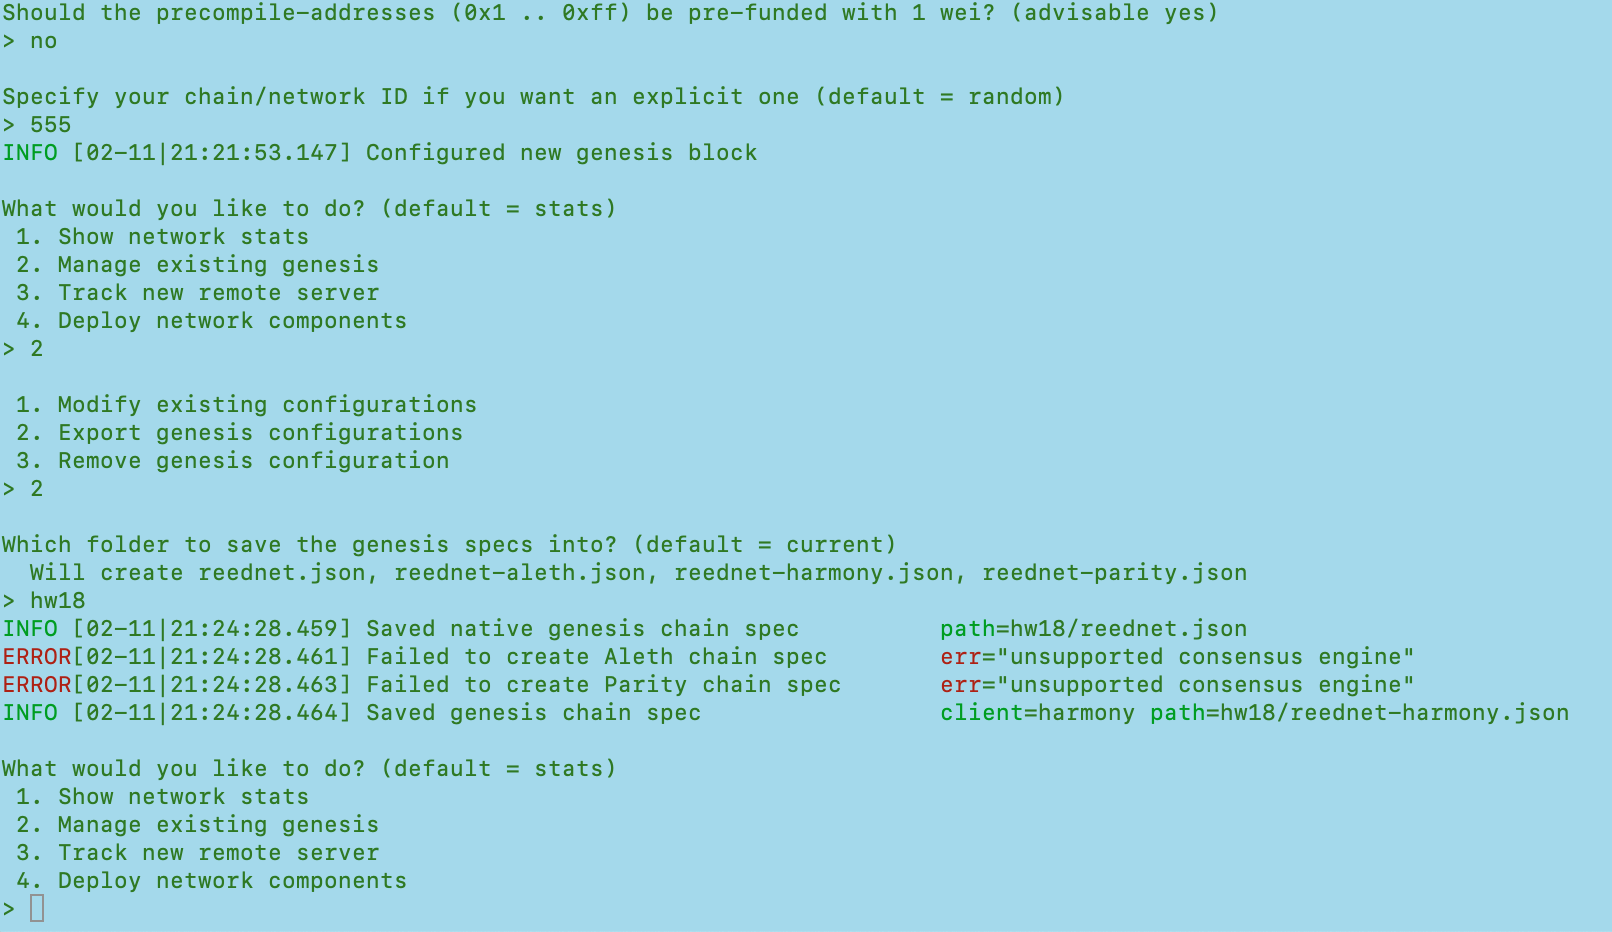 Should the precompile-addresses (0x1 .. 0xff) be pre-funded with 1 wei? (advisable yes)
> no
Specify your chain/network ID if you want an explicit one (default = random)
> 555
INFO [02-11|21:21:53.147] Configured new genesis block
What would you like to do? (default = stats)
1. Show network stats
2. Manage existing genesis
3. Track new remote server
4. Deploy network components
> 2
1. Modify existing configurations
2. Export genesis configurations
3. Remove genesis configuration
> 2
Which folder to save the genesis specs into? (default = current)
Will create reednet.json, reednet-aleth.json, reednet-harmony.json, reednet-parity.json
> hw18
INFO [02-11|21:24:28.459] Saved native genesis chain spec path=hw18/reednet.json
ERROR[02-11|21:24:28.461] Failed to create Aleth chain spec err="unsupported consensus engine"
ERROR[02-11|21:24:28.463] Failed to create Parity chain spec err="unsupported consensus engine"
INFO [02-11|21:24:28.464] Saved genesis chain spec client=harmony path=hw18/reednet-harmony.json
What would you like to do? (default = stats)
1. Show network stats
2. Manage existing genesis
3. Track new remote server
4. Deploy network components
>